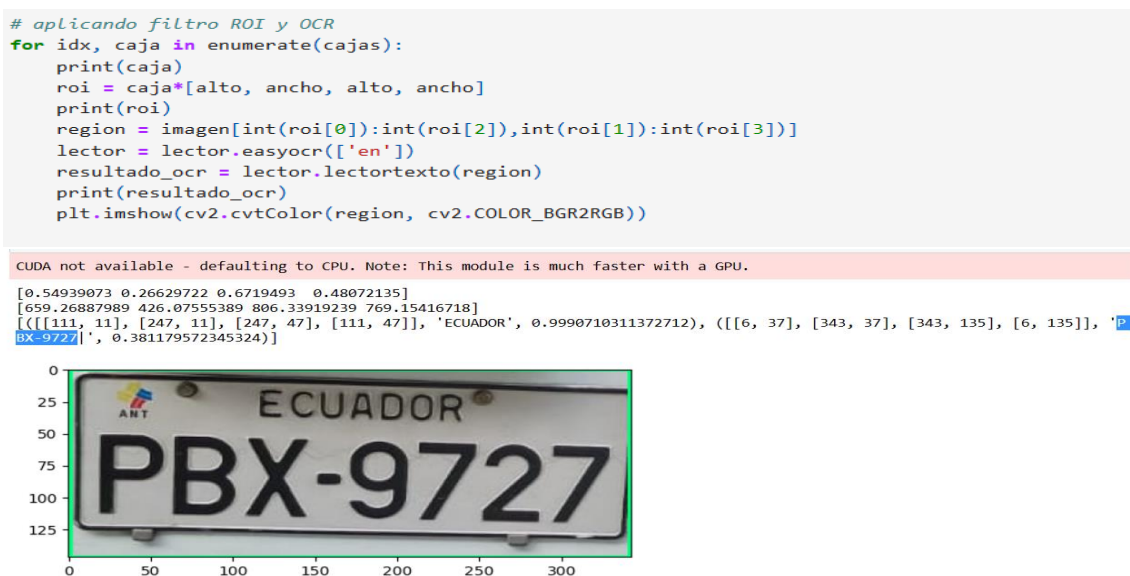 # aplicando filtro ROI y OCR
for idx, caja in enumerate(cajas):
    print(caja)
    roi = caja*[alto, ancho, alto, ancho]
    print(roi)
    region = imagen[int(roi[0]):int(roi[2]),int(roi[1]):int(roi[3])]
    lector = lector.easyocr(['en'])
    resultado_ocr = lector.lectortexto(region)
    print(resultado_ocr)
    plt.imshow(cv2.cvtColor(region, cv2.COLOR_BGR2RGB))
CUDA not available - defaulting to CPU. Note: This module is much faster with a GPU.
[0.54939073 0.26629722 0.6719493  0.48072135]
[659.26887989 426.07555389 806.33919239 769.15416718]
[([[111, 11], [247, 11], [247, 47], [111, 47]], 'ECUADOR', 0.9990710311372712), ([[6, 37], [343, 37], [343, 135], [6, 135]], 'P
BX-9727|', 0.381179572345324)]
0
25
50
75
100
125
ANT
ECUADOR
PBX-9727
0 50 100 150 200 250 300